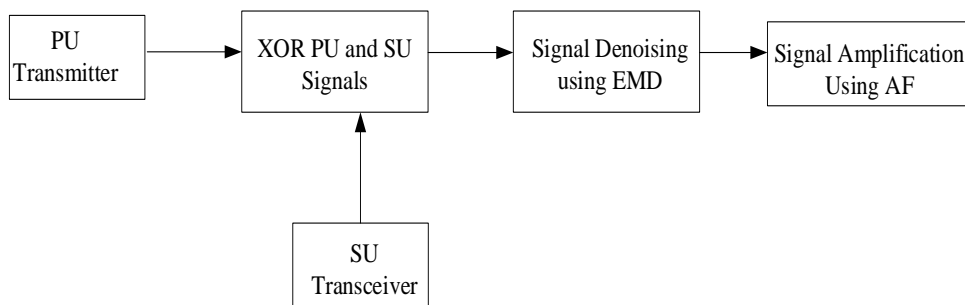 PU
Transmitter
XOR PU and SU
Signals
Signal Denoising
using EMD
Signal Amplification
Using AF
SU
Transceiver